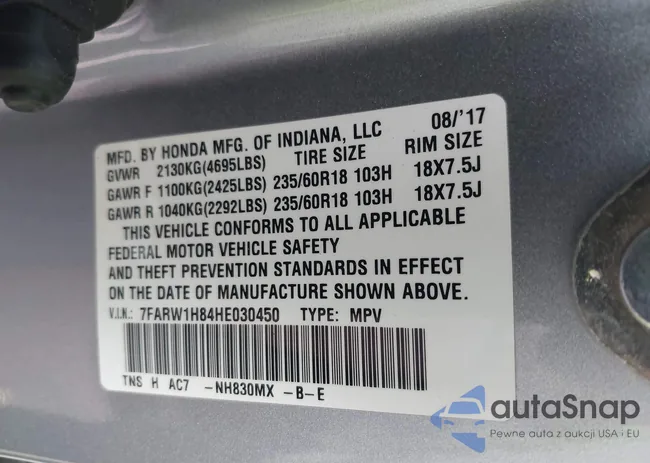 MFD. BY HONDA MFG. OF INDIANA, LLC 08/'17
GVWR 2130KG(4695LBS) TIRE SIZE RIM SIZE
GAWR F 1100KG(2425LBS) 235/60R18 103H 18X7.5J
GAWR R 1040KG(2292LBS) 235/60R18 103H 18X7.5J
THIS VEHICLE CONFORMS TO ALL APPLICABLE
FEDERAL MOTOR VEHICLE SAFETY
AND THEFT PREVENTION STANDARDS IN EFFECT
ON THE DATE OF MANUFACTURE SHOWN ABOVE.
V.I.N.: 7FARW1H84HE030450 TYPE: MPV
TNS H AC7 -NH830MX -B-E
autaSnap
Pewne auta z aukcji USA i EU